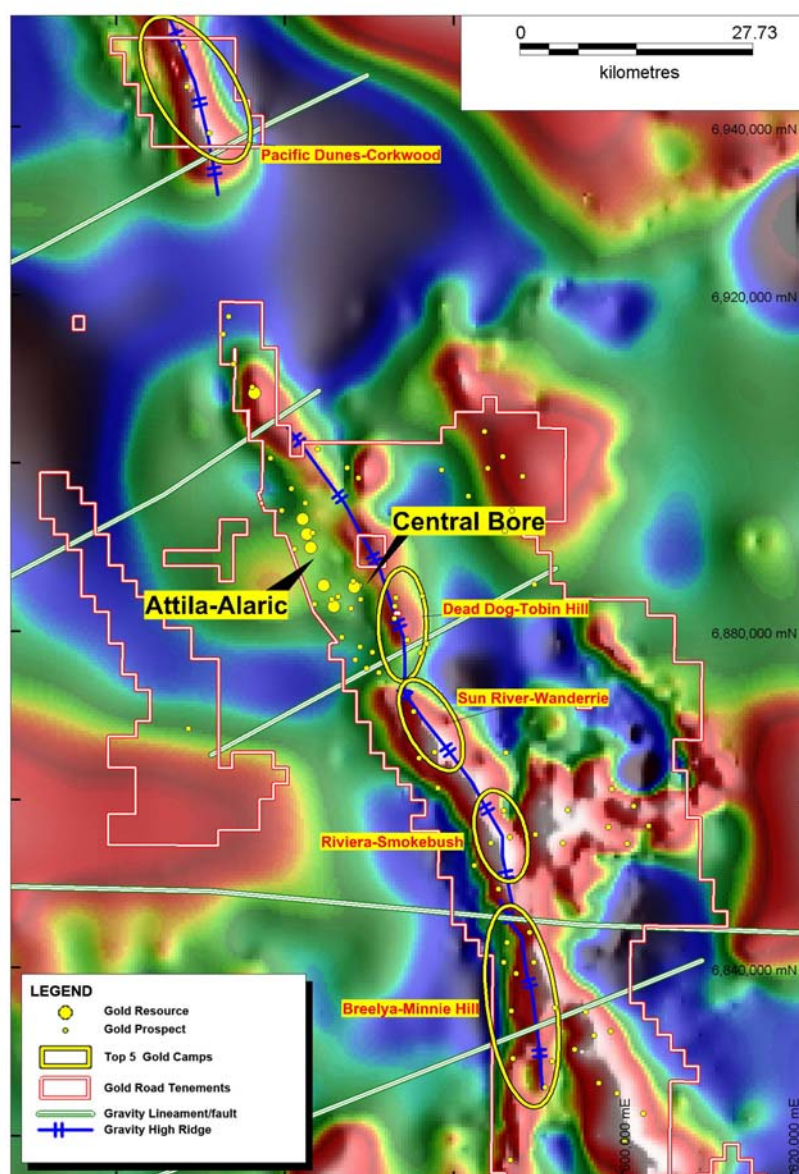 0 27.73
kilometres
6,940,000 mN
Pacific Dunes-Corkwood
6,920,000 mN
Central Bore
Attila-Alaric
Dead Dog-Tobin Hill
6,880,000 mN
Sun River-Wanderrie
Riviera-Smokebush
6,840,000 mN
Breelya-Minnie Hill
LEGEND
Gold Resource
Gold Prospect
Top 5 Gold Camps
Gold Road Tenements
Gravity Lineament/fault
Gravity High Ridge